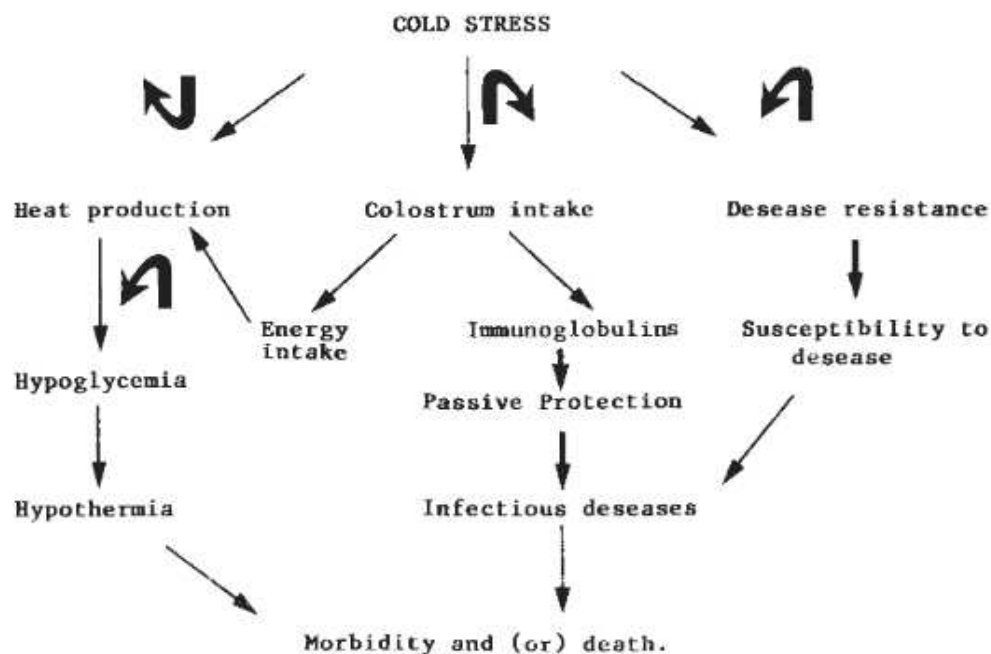 COLD STRESS
Heat production
Colostrum intake
Desease resistance
Energy
intake
Immunoglobulins
Susceptibility to
desease
Hypoglycemia
Passive Protection
Hypothermia
Infectious deseases
Morbidity and (or) death.